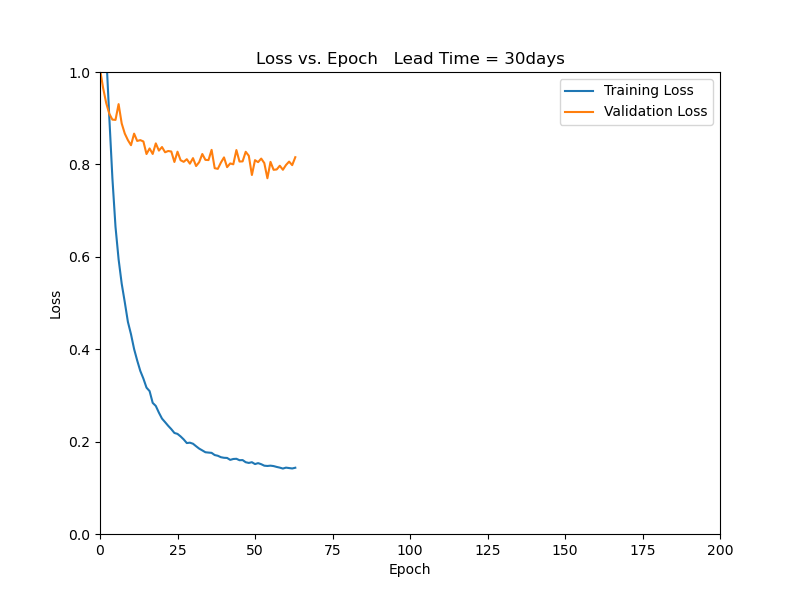 Loss vs. Epoch   Lead Time = 30days
Training Loss
Validation Loss
1.0
0.8
0.6
0.4
0.2
0.0
Loss
0 25 50 75 100 125 150 175 200
Epoch